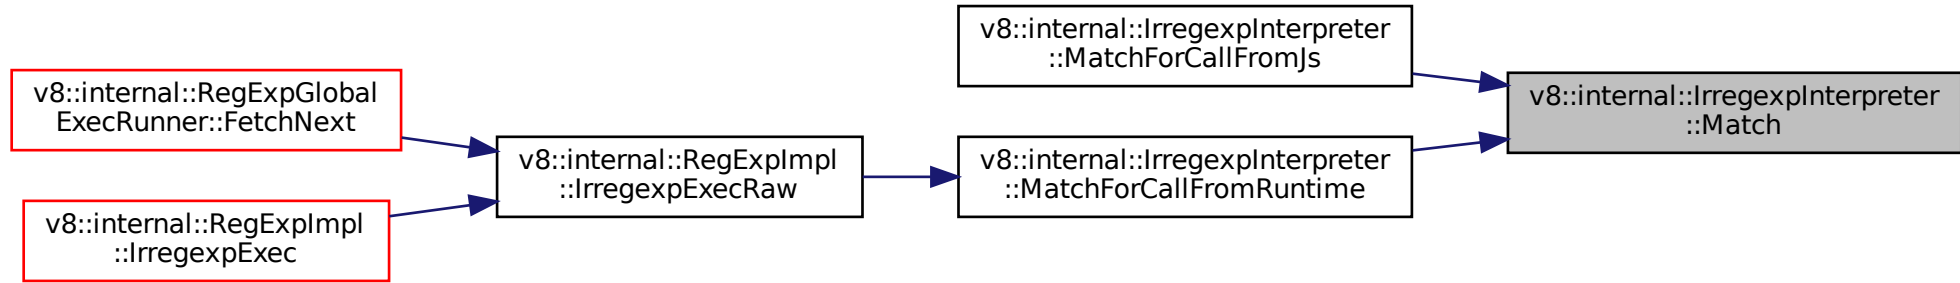 v8::internal::RegExpGlobal
ExecRunner::FetchNext
v8::internal::RegExpImpl
::IrregexpExec
v8::internal::RegExpImpl
::IrregexpExecRaw
v8::internal::IrregexpInterpreter
::MatchForCallFromJs
v8::internal::IrregexpInterpreter
::MatchForCallFromRuntime
v8::internal::IrregexpInterpreter
::Match